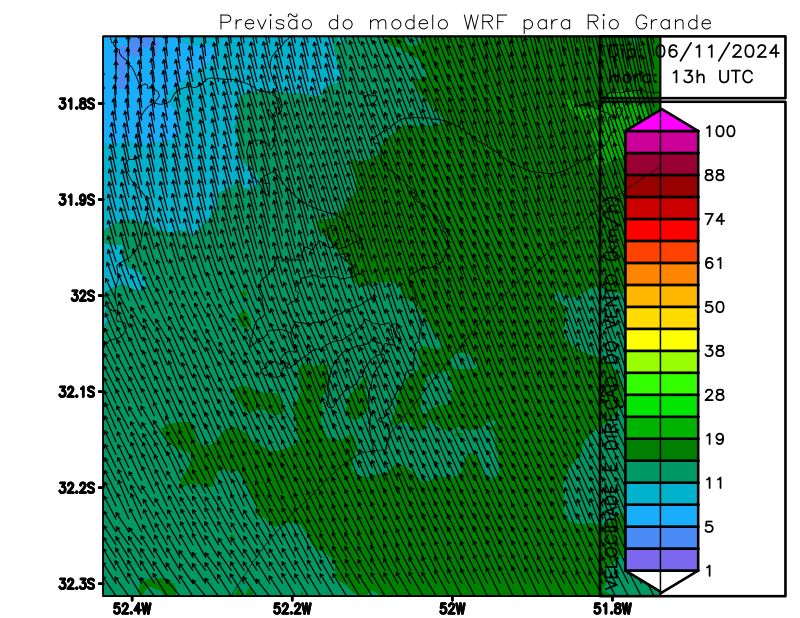 Previsão do modelo WRF para Rio Grande
Dia: 06/11/2024
Hora: 13h UTC
31.8S
31.9S
32S
32.1S
32.2S
32.3S
52.4W
52.2W
52W
51.8W
VELOCIDADE E DIREÇÃO DO VENTO (km/h)
100
88
74
61
50
38
28
19
11
5
1